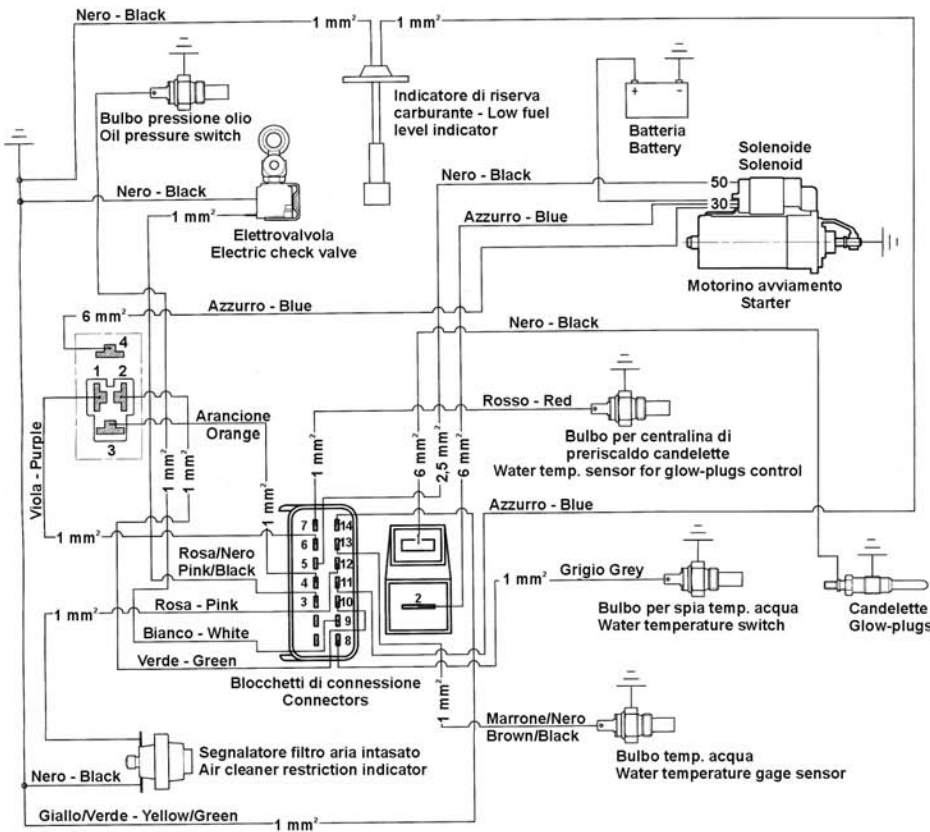 Nero - Black
1 mm²
1 mm²
Bulbo pressione olio
Oil pressure switch
Indicatore di riserva
carburante - Low fuel
level indicator
+ -
Batteria
Battery
Solenoide
Solenoid
Nero - Black
Nero - Black
50
30
1 mm²
Azzurro - Blue
Elettrovalvola
Electric check valve
Motorino avviamento
Starter
Azzurro - Blue
6 mm²
Nero - Black
4
1 2
3
Arancione
Orange
Rosso - Red
Bulbo per centralina di
preriscaldo candelette
Water temp. sensor for glow-plugs control
Viola - Purple
1 mm²
1 mm²
1 mm²
1 mm²
6 mm²
2,5 mm²
6 mm²
Azzurro - Blue
1 mm²
7 14
6 13
5 12
4 11
3 10
9
8
1
2
Rosa/Nero
Pink/Black
1 mm²
Rosa - Pink
Bianco - White
Verde - Green
1 mm²
Grigio Grey
Bulbo per spia temp. acqua
Water temperature switch
Candelette
Glow-plugs
Blocchetti di connessione
Connectors
1 mm²
Marrone/Nero
Brown/Black
Bulbo temp. acqua
Water temperature gage sensor
Segnalatore filtro aria intasato
Air cleaner restriction indicator
Nero - Black
Giallo/Verde - Yellow/Green
1 mm²